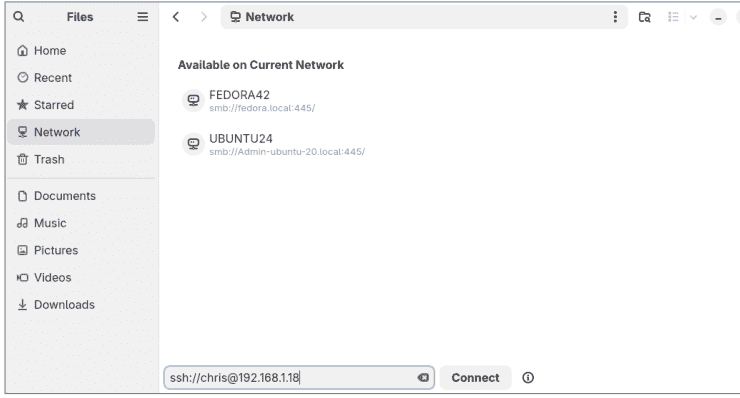 Files
Network
Home
Recent
Starred
Network
Trash
Documents
Music
Pictures
Videos
Downloads
Available on Current Network
FEDORA42
smb://fedora.local:445/
UBUNTU24
smb://Admin-ubuntu-20.local:445/
ssh://chris@192.168.1.18
Connect